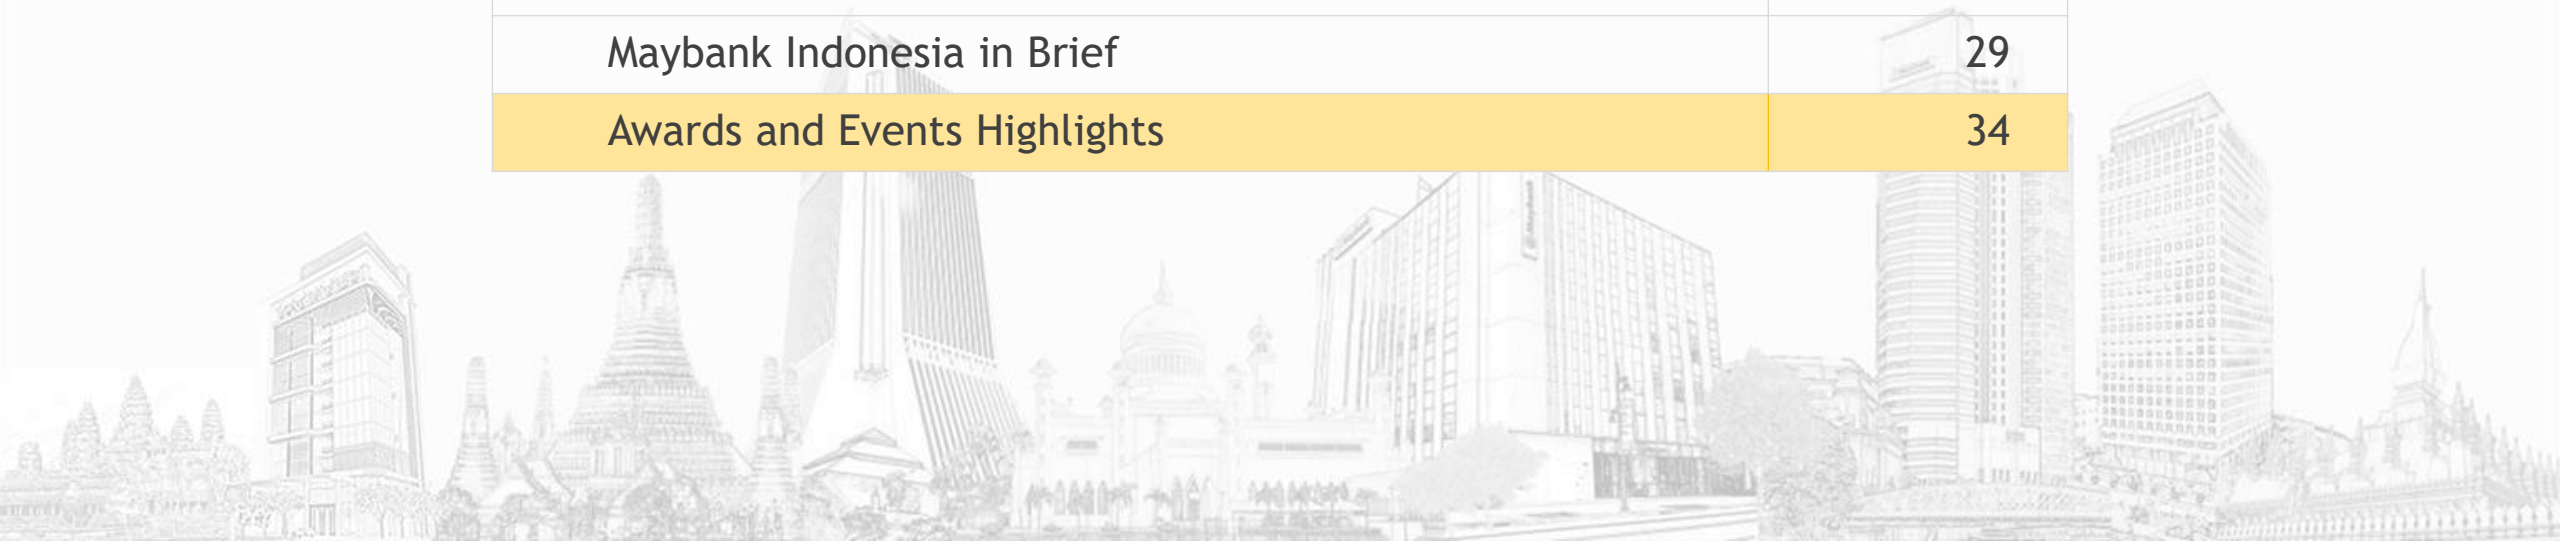 Maybank Indonesia in Brief 29
Awards and Events Highlights 34